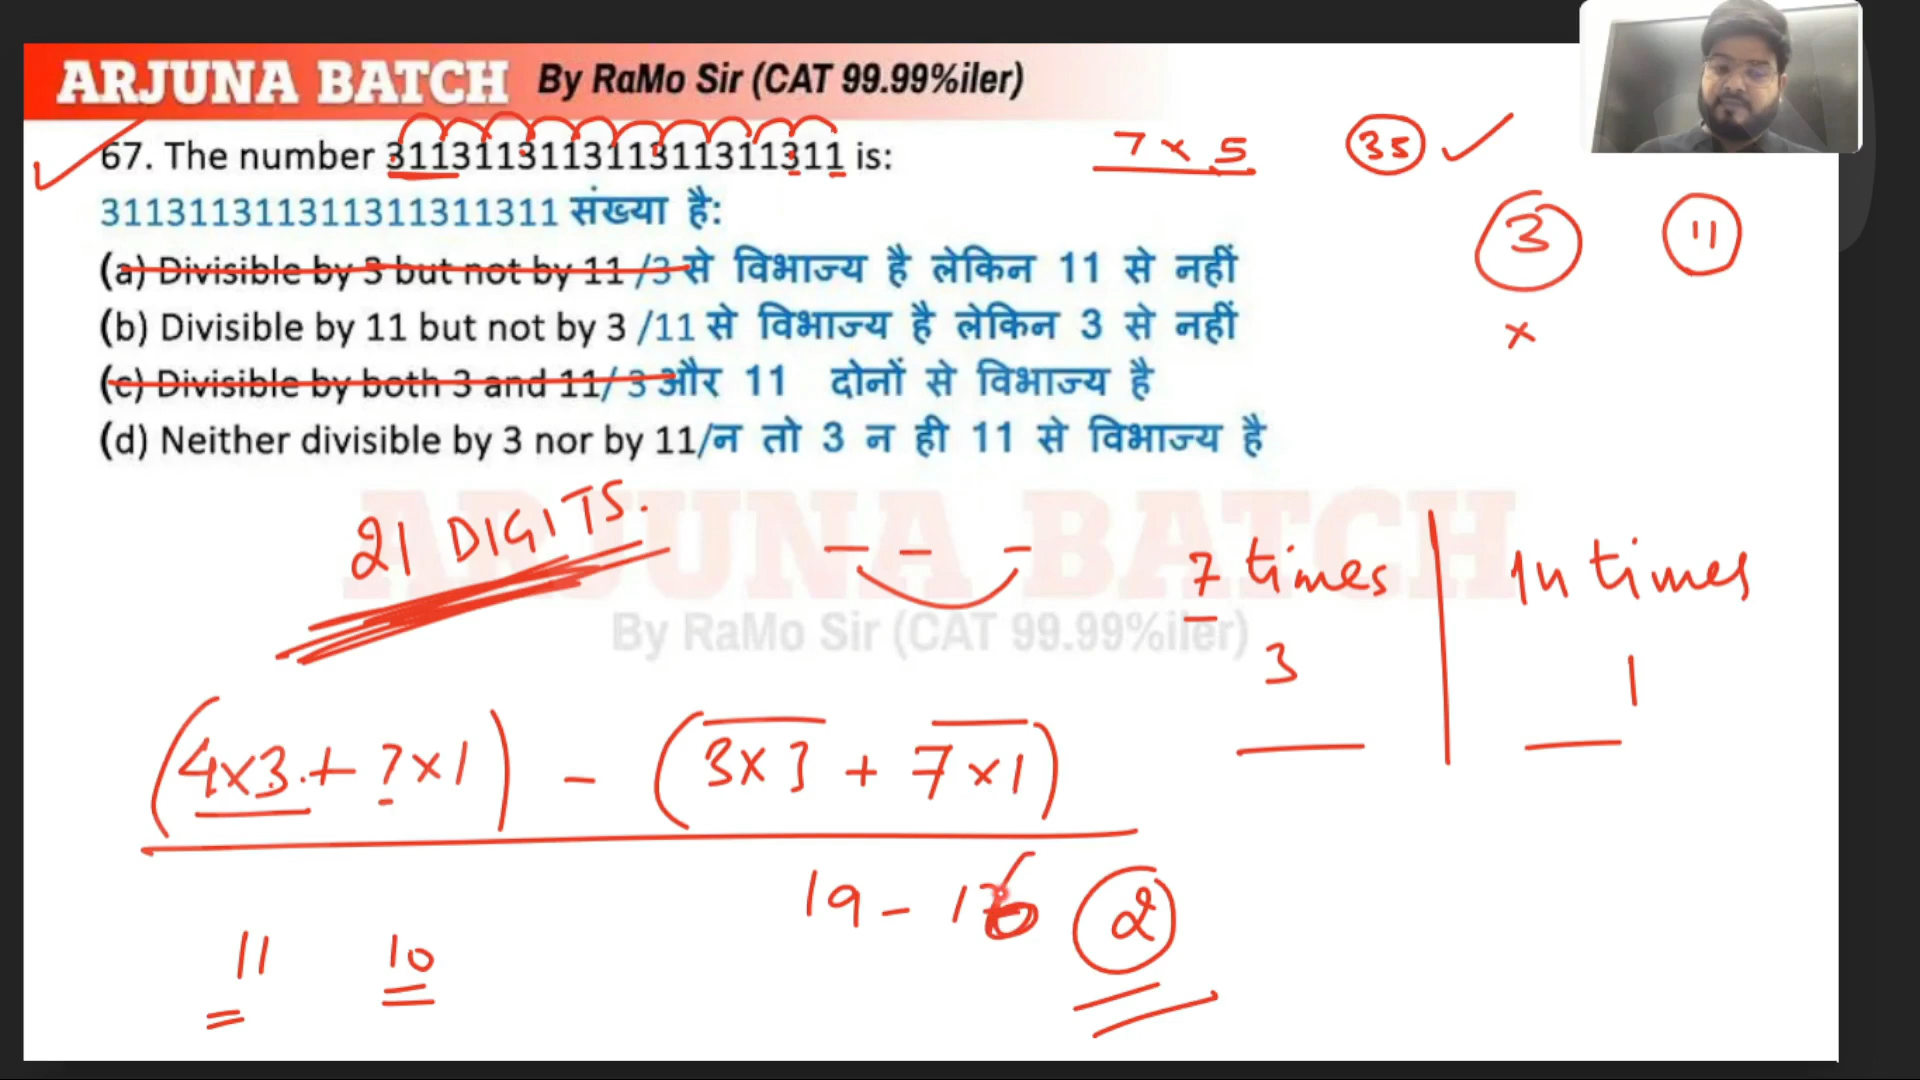 ARJUNA BATCH By RaMo Sir (CAT 99.99%iler)
67. The number 311311311311311311311 is:
7 × 5 35
311311311311311311311 संख्या है:
3 11
(a) Divisible by 3 but not by 11 /3 से विभाज्य है लेकिन 11 से नहीं
(b) Divisible by 11 but not by 3 /11 से विभाज्य है लेकिन 3 से नहीं
×
(c) Divisible by both 3 and 11/ 3 और 11 दोनों से विभाज्य है
(d) Neither divisible by 3 nor by 11/न तो 3 न ही 11 से विभाज्य है
ARJUNA BATCH
21 DIGITS.
7 times 14 times
By RaMo Sir (CAT 99.99%iler)
3 1
(4×3 + 7×1) - (3×3 + 7×1)
19 - 2
11 10